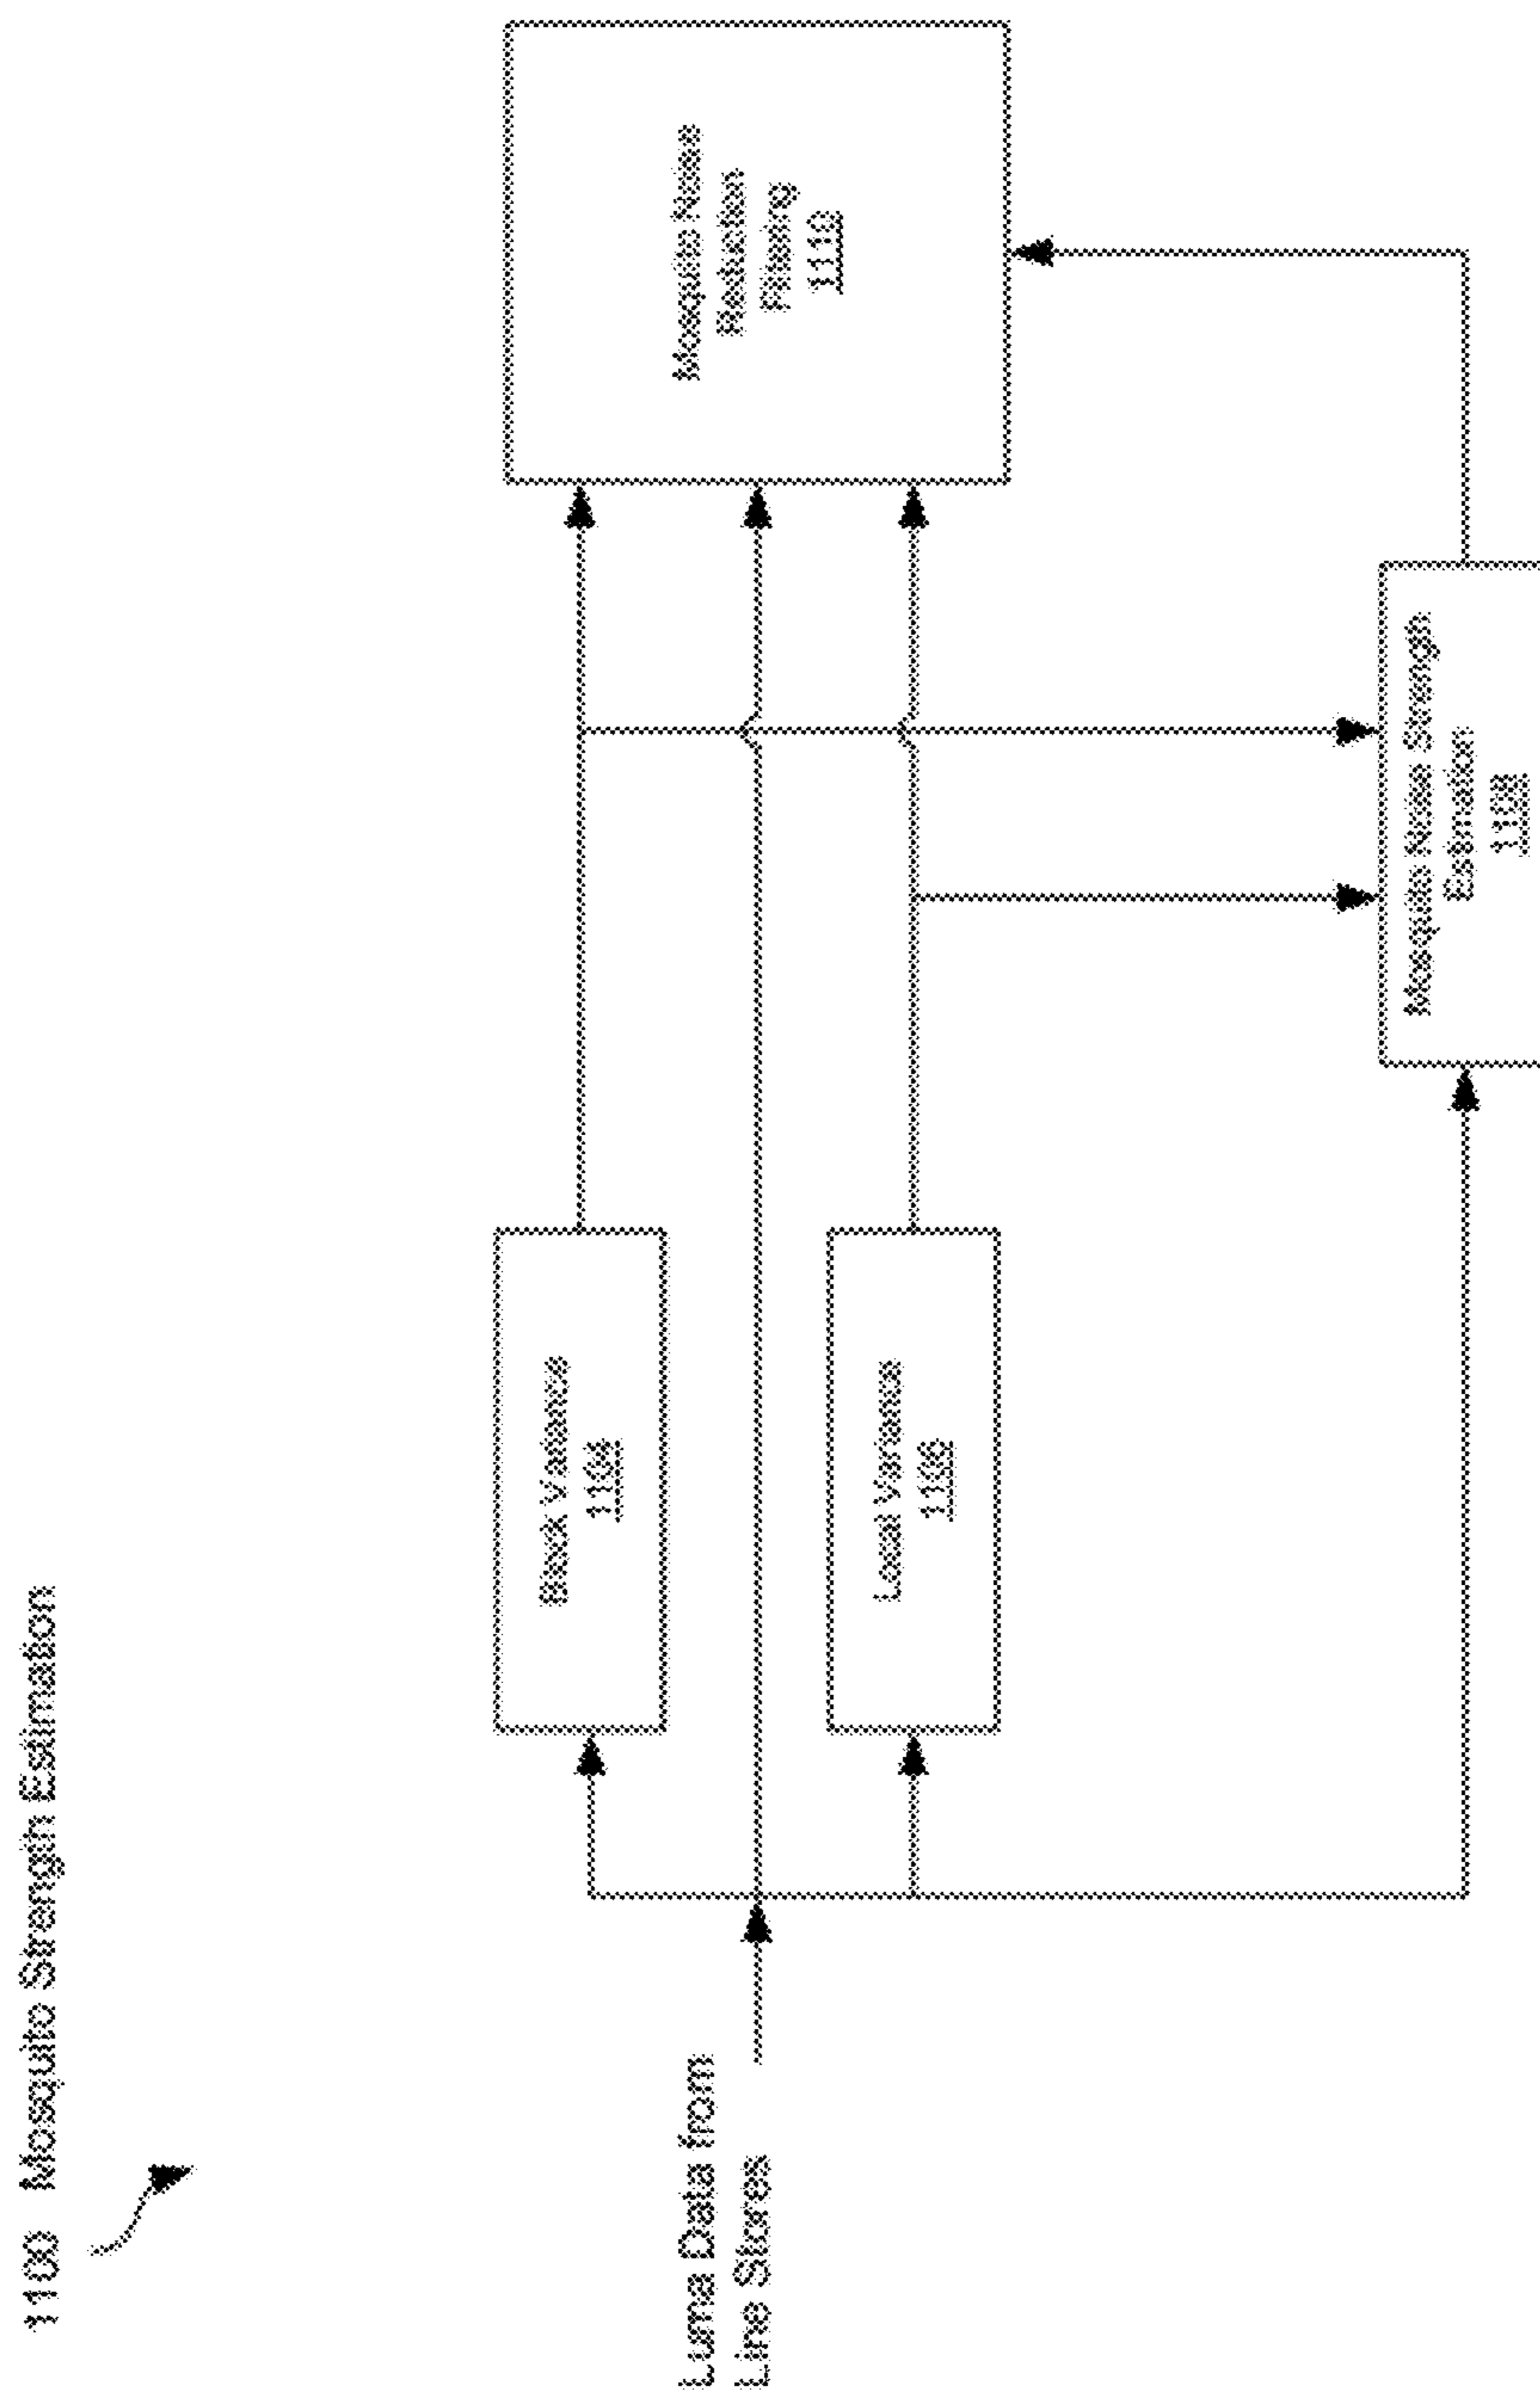 1100 Mosquito Strength Estimation
Luma Data from
Line Stores
Block Variance
1104
Local Variance
1106
Mosquito Noise Strength
Estimation
1108
Mosquito Noise
Reduction
Filtering
1110